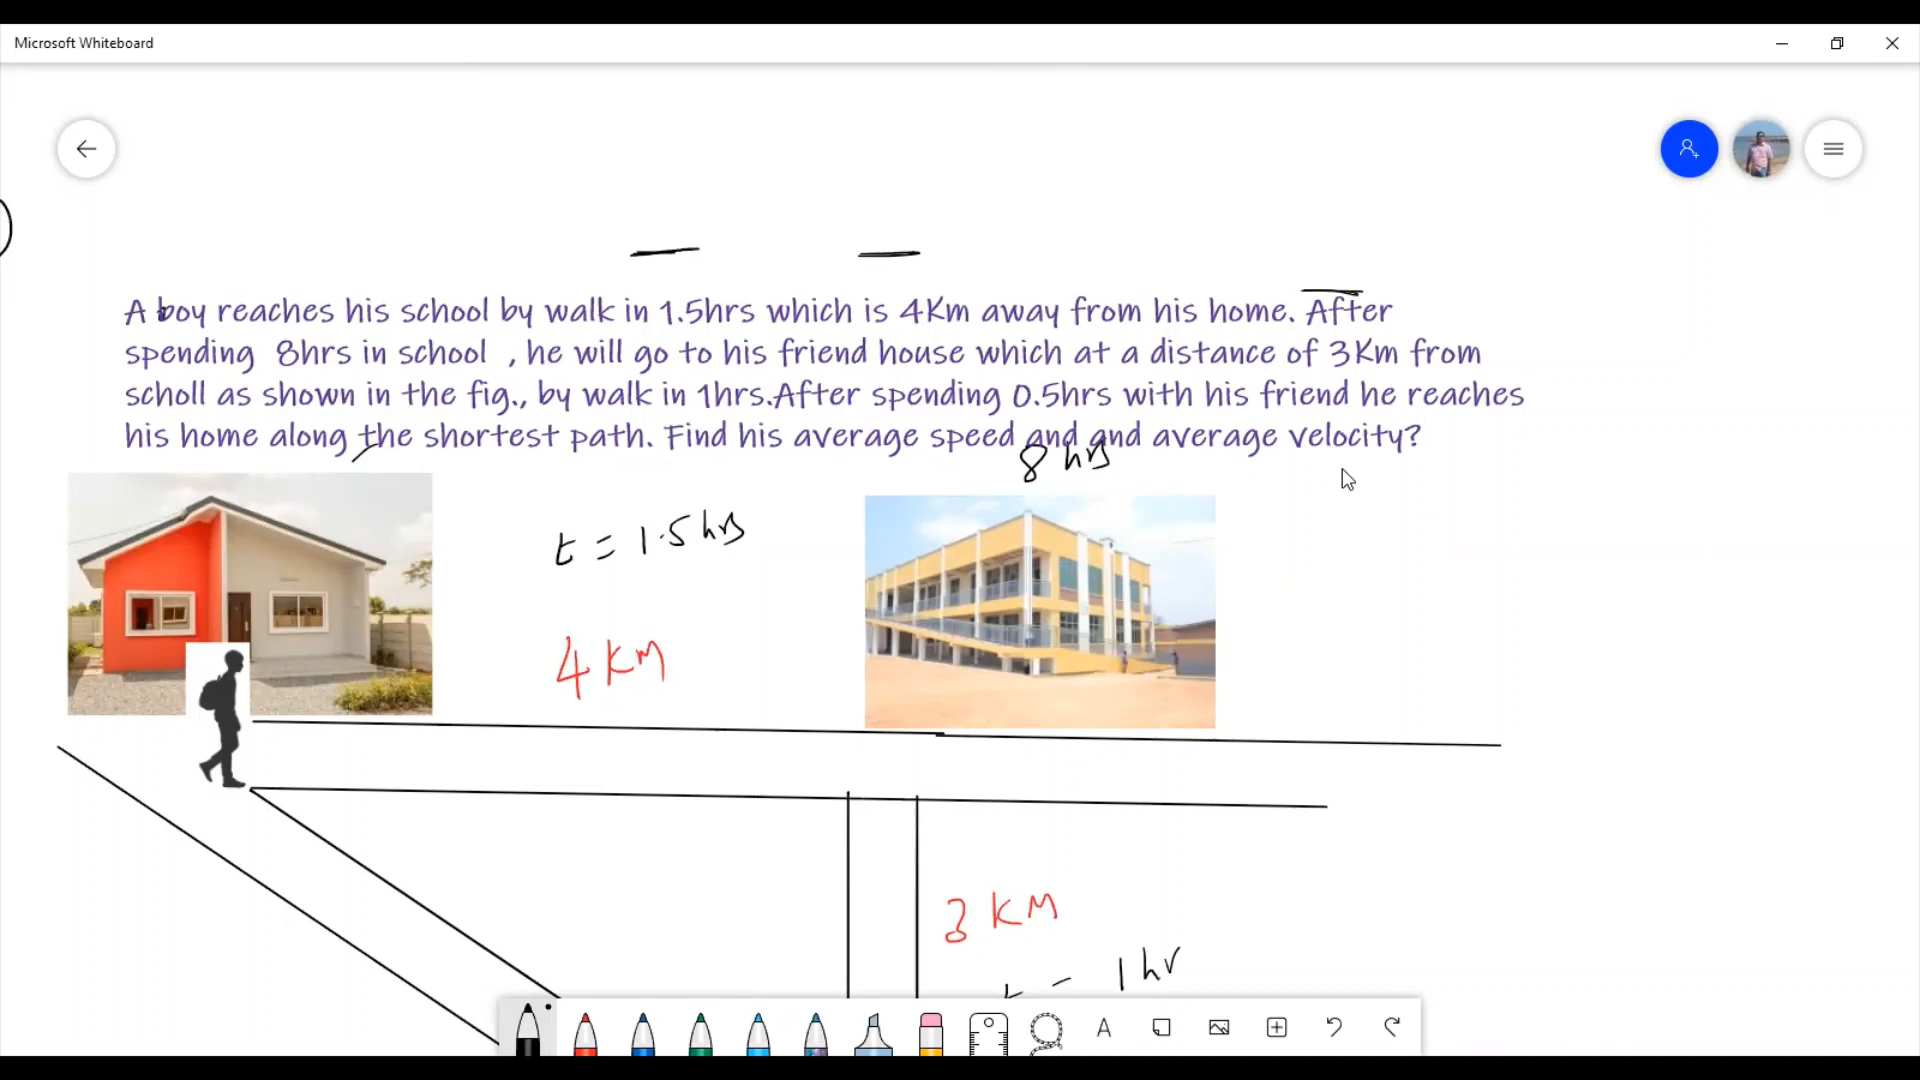 Microsoft Whiteboard
A boy reaches his school by walk in 1.5hrs which is 4Km away from his home. After
spending 8hrs in school , he will go to his friend house which at a distance of 3Km from
scholl as shown in the fig., by walk in 1hrs.After spending 0.5hrs with his friend he reaches
his home along the shortest path. Find his average speed and and average velocity?
8 hrs
t = 1.5 hrs
4 KM
3 KM
t = 1 hr
A